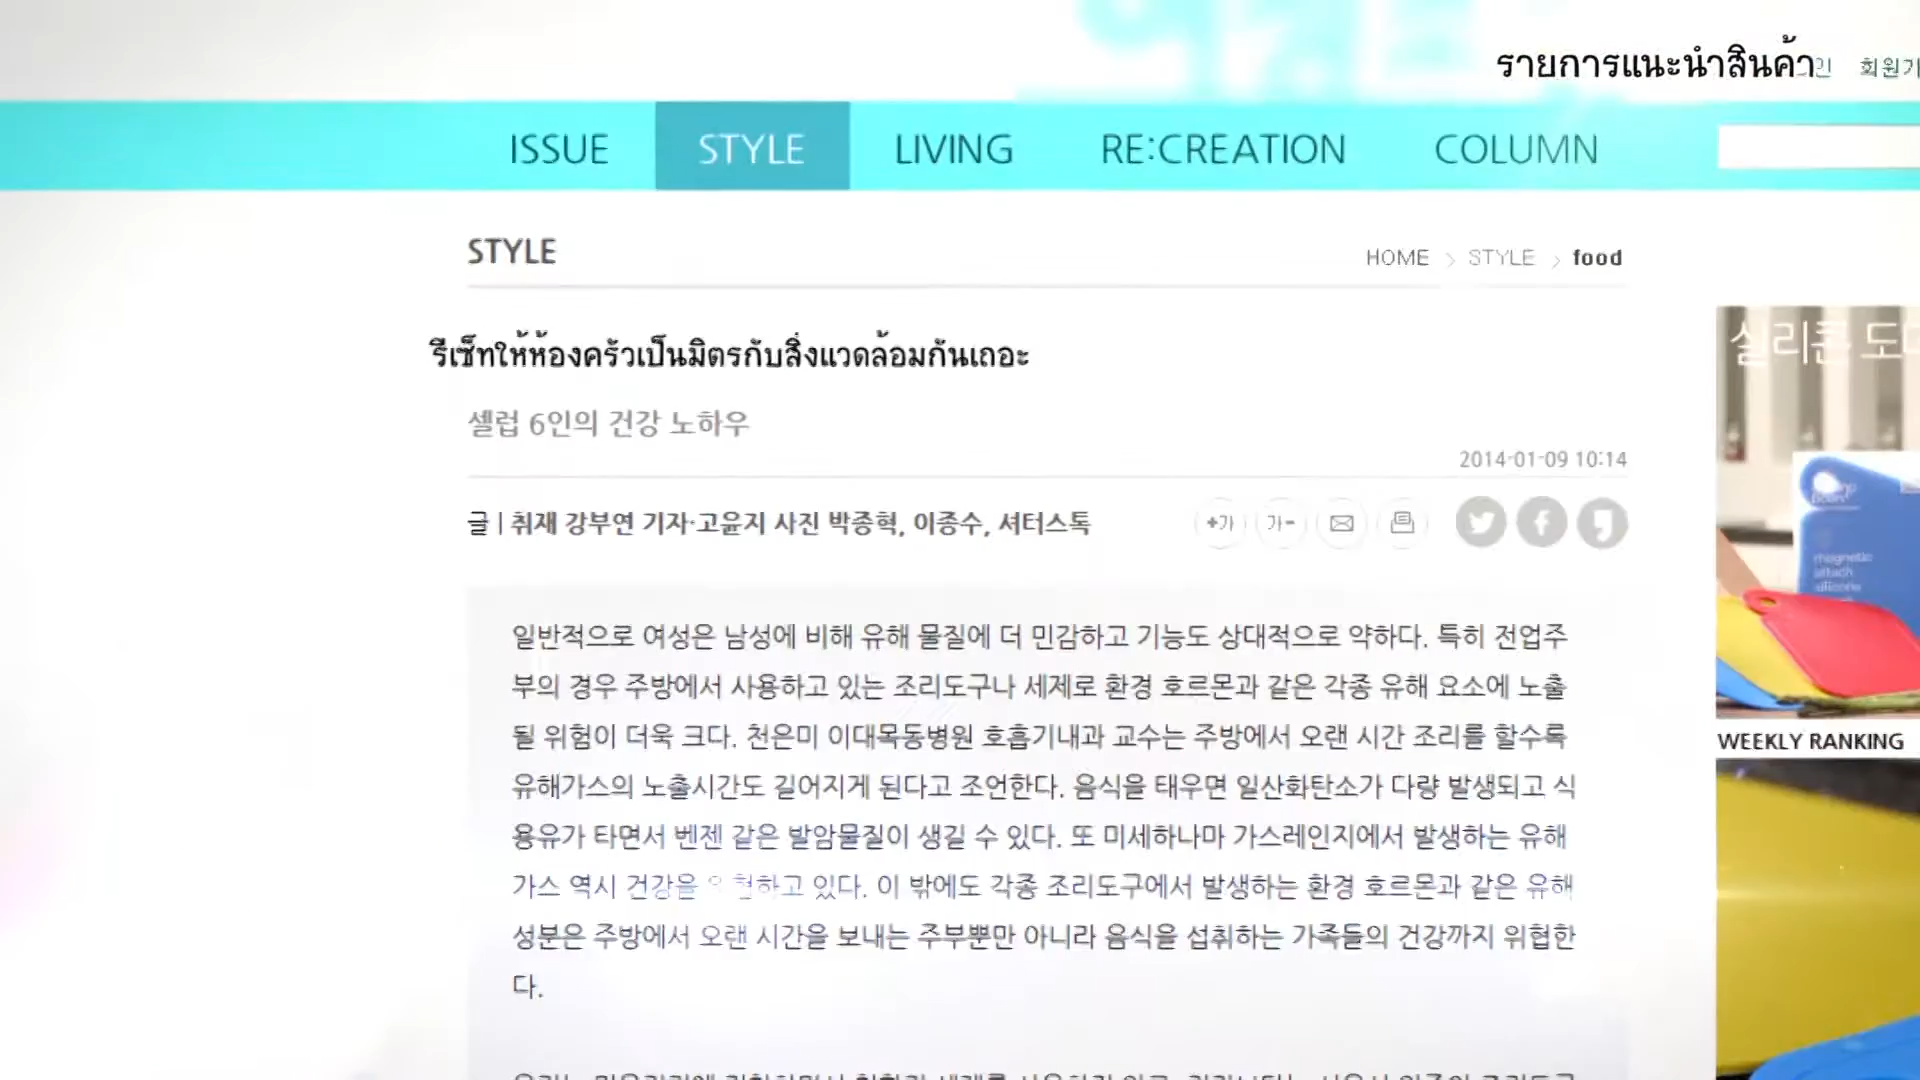 รายการแนะนำสินค้า
회원가
ISSUE STYLE LIVING RE:CREATION COLUMN
STYLE
HOME > STYLE > food
รีเซ็ทให้ห้องครัวเป็นมิตรกับสิ่งแวดล้อมกันเถอะ
실리콘 도
셀럽 6인의 건강 노하우
2014-01-09 10:14
글 | 취재 강부연 기자·고윤지 사진 박종혁, 이종수, 셔터스톡
+가 가-
magnetic
attach
silicone
일반적으로 여성은 남성에 비해 유해 물질에 더 민감하고 기능도 상대적으로 약하다. 특히 전업주
부의 경우 주방에서 사용하고 있는 조리도구나 세제로 환경 호르몬과 같은 각종 유해 요소에 노출
될 위험이 더욱 크다. 천은미 이대목동병원 호흡기내과 교수는 주방에서 오랜 시간 조리를 할수록
유해가스의 노출시간도 길어지게 된다고 조언한다. 음식을 태우면 일산화탄소가 다량 발생되고 식
용유가 타면서 벤젠 같은 발암물질이 생길 수 있다. 또 미세하나마 가스레인지에서 발생하는 유해
가스 역시 건강을 위협하고 있다. 이 밖에도 각종 조리도구에서 발생하는 환경 호르몬과 같은 유해
성분은 주방에서 오랜 시간을 보내는 주부뿐만 아니라 음식을 섭취하는 가족들의 건강까지 위협한
다.
WEEKLY RANKING